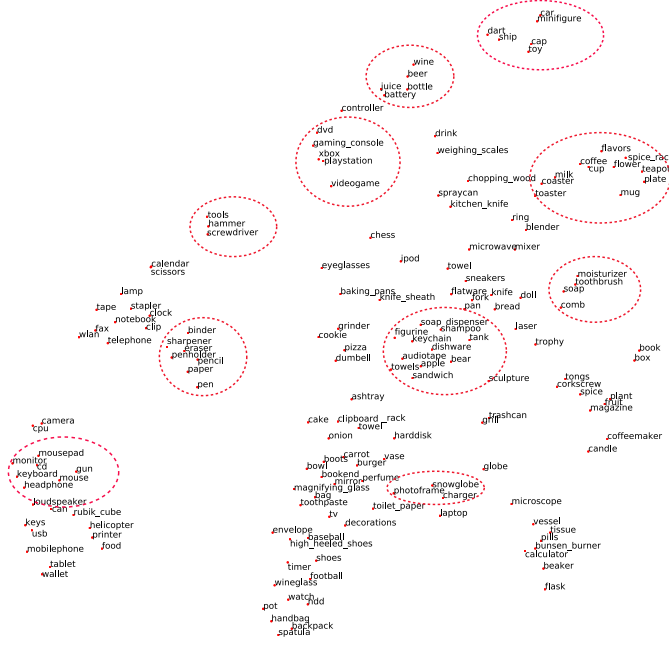 car
minifigure
dart
ship
cap
toy
wine
beer
juice
bottle
battery
controller
dvd
gaming_console
xbox
playstation
videogame
drink
weighing_scales
chopping_wood
spraycan
kitchen_knife
flavors
coffee
spice_rac
cup
flower
teapot
milk
coaster
plate
toaster
mug
tools
hammer
screwdriver
ring
blender
chess
microwave
mixer
ipod
calendar
scissors
eyeglasses
towel
sneakers
moisturizer
toothbrush
soap
comb
lamp
baking_pans
knife_sheath
flatware
knife
fork
pan
bread
doll
tape
stapler
clock
notebook
clip
fax
wlan
telephone
binder
sharpener
eraser
penholder
pencil
paper
pen
grinder
cookie
pizza
dumbell
soap_dispenser
figurine
shampoo
keychain
tank
dishware
audiotape
bear
towels
apple
sandwich
laser
trophy
book
box
sculpture
tongs
corkscrew
spice
plant
fruit
magazine
ashtray
cake
clipboard
_rack
towel
trashcan
grill
onion
harddisk
coffeemaker
candle
camera
cpu
mousepad
monitor
cd
gun
keyboard
mouse
headphone
carrot
vase
boots
burger
bowl
bookend
mirror
perfume
magnifying_glass
bag
toothpaste
globe
snowglobe
photoframe
charger
toilet_paper
laptop
microscope
loudspeaker
can
rubik_cube
keys
usb
helicopter
printer
mobilephone
food
tablet
wallet
tv
decorations
envelope
baseball
high_heeled_shoes
shoes
timer
football
wineglass
watch
hdd
pot
handbag
backpack
spatula
vessel
tissue
pills
bunsen_burner
calculator
beaker
flask